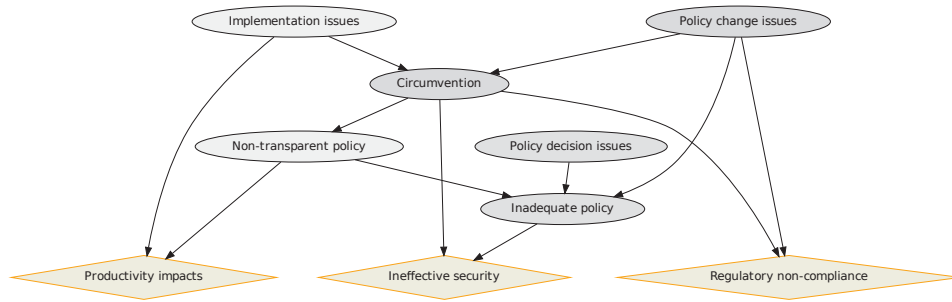 Implementation issues
Policy change issues
Circumvention
Non-transparent policy
Policy decision issues
Inadequate policy
Productivity impacts
Ineffective security
Regulatory non-compliance